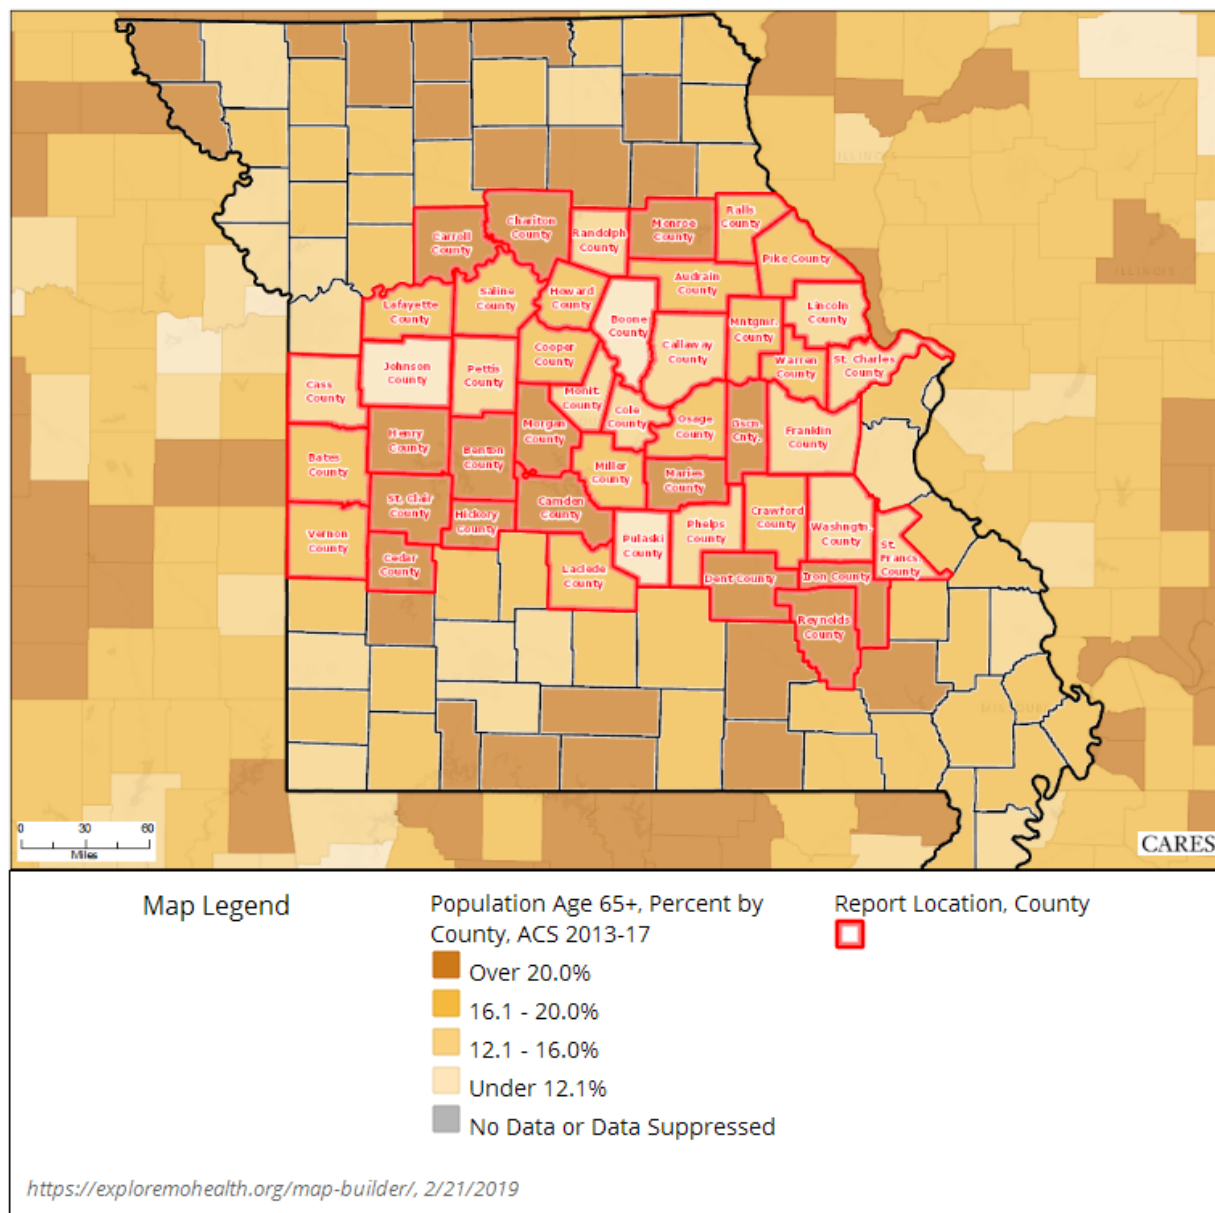 ILLINOIS
Carroll
County
Chariton
County
Randolph
County
Monroe
County
Ralls
County
Pike County
Audrain
County
ILLINOIS
Lafayette
County
Saline
County
Howard
County
Boone
County
Callaway
County
Mntgmr.
County
Lincoln
County
Warren
County
St. Charles
County
Cass
County
Johnson
County
Pettis
County
Cooper
County
Monit.
County
Cole
County
Osage
County
Gscn.
Cnty.
Franklin
County
Bates
County
Henry
County
Benton
County
Morgan
County
Miller
County
Maries
County
Vernon
County
St. Clair
County
Hickory
County
Camden
County
Pulaski
County
Phelps
County
Crawford
County
Washngtn.
County
St.
Francs.
County
Cedar
County
Laclede
County
Dent County
Iron County
Reynolds
County
0 30 60
Miles
CARES
Map Legend
Population Age 65+, Percent by
County, ACS 2013-17
Over 20.0%
16.1 - 20.0%
12.1 - 16.0%
Under 12.1%
No Data or Data Suppressed
Report Location, County
https://exploremohealth.org/map-builder/, 2/21/2019